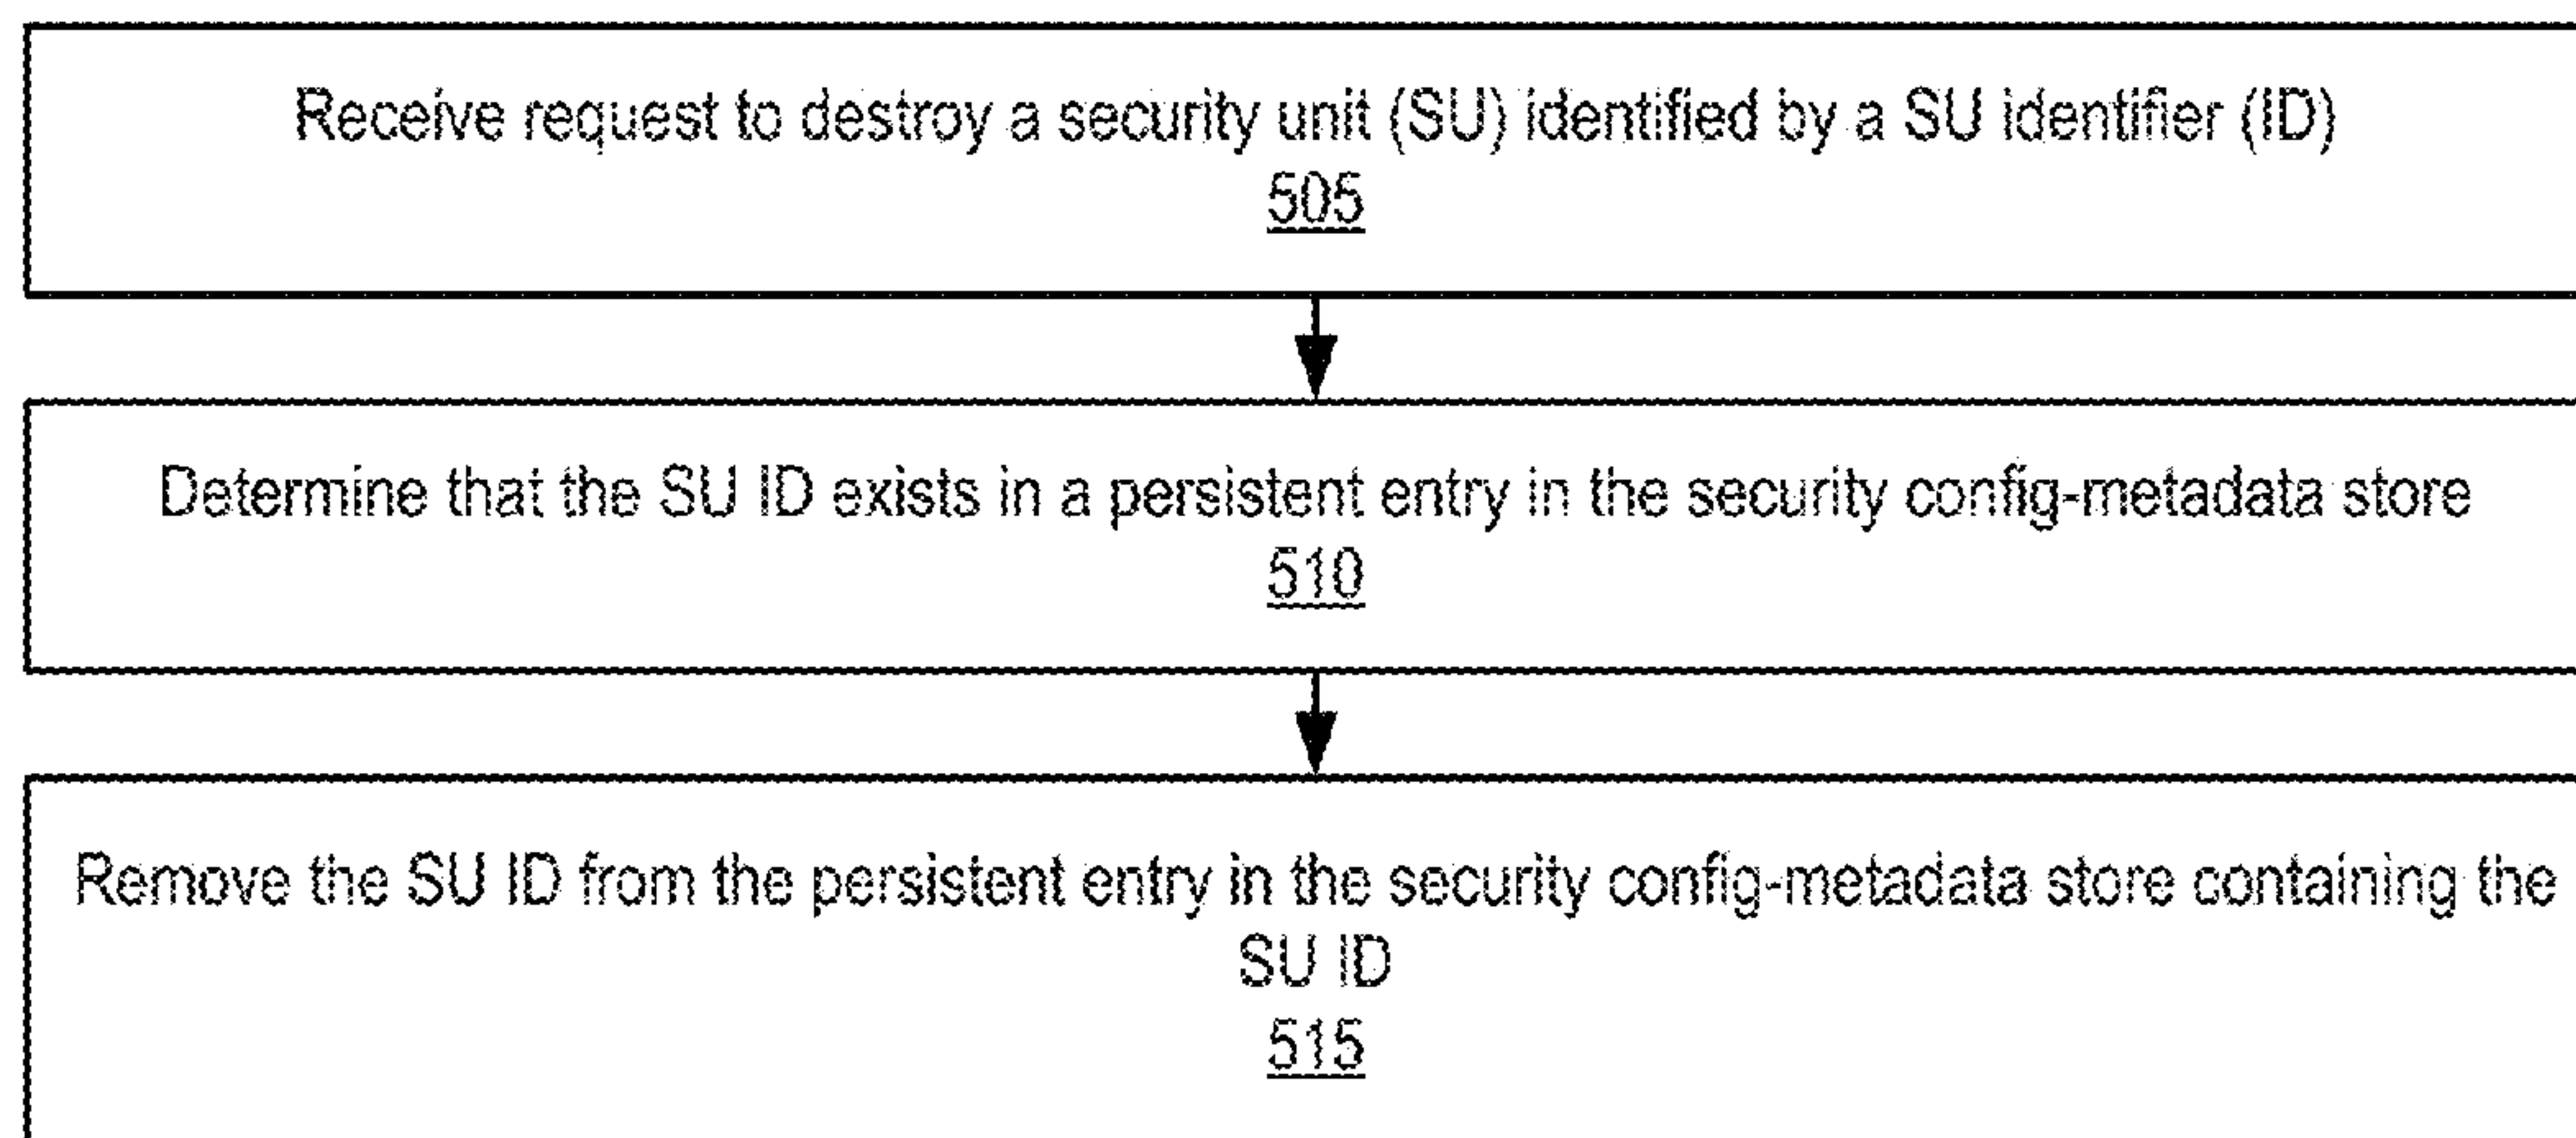 Receive request to destroy a security unit (SU) identified by a SU identifier (ID)
505
Determine that the SU ID exists in a persistent entry in the security config-metadata store
510
Remove the SU ID from the persistent entry in the security config-metadata store containing the
SU ID
515